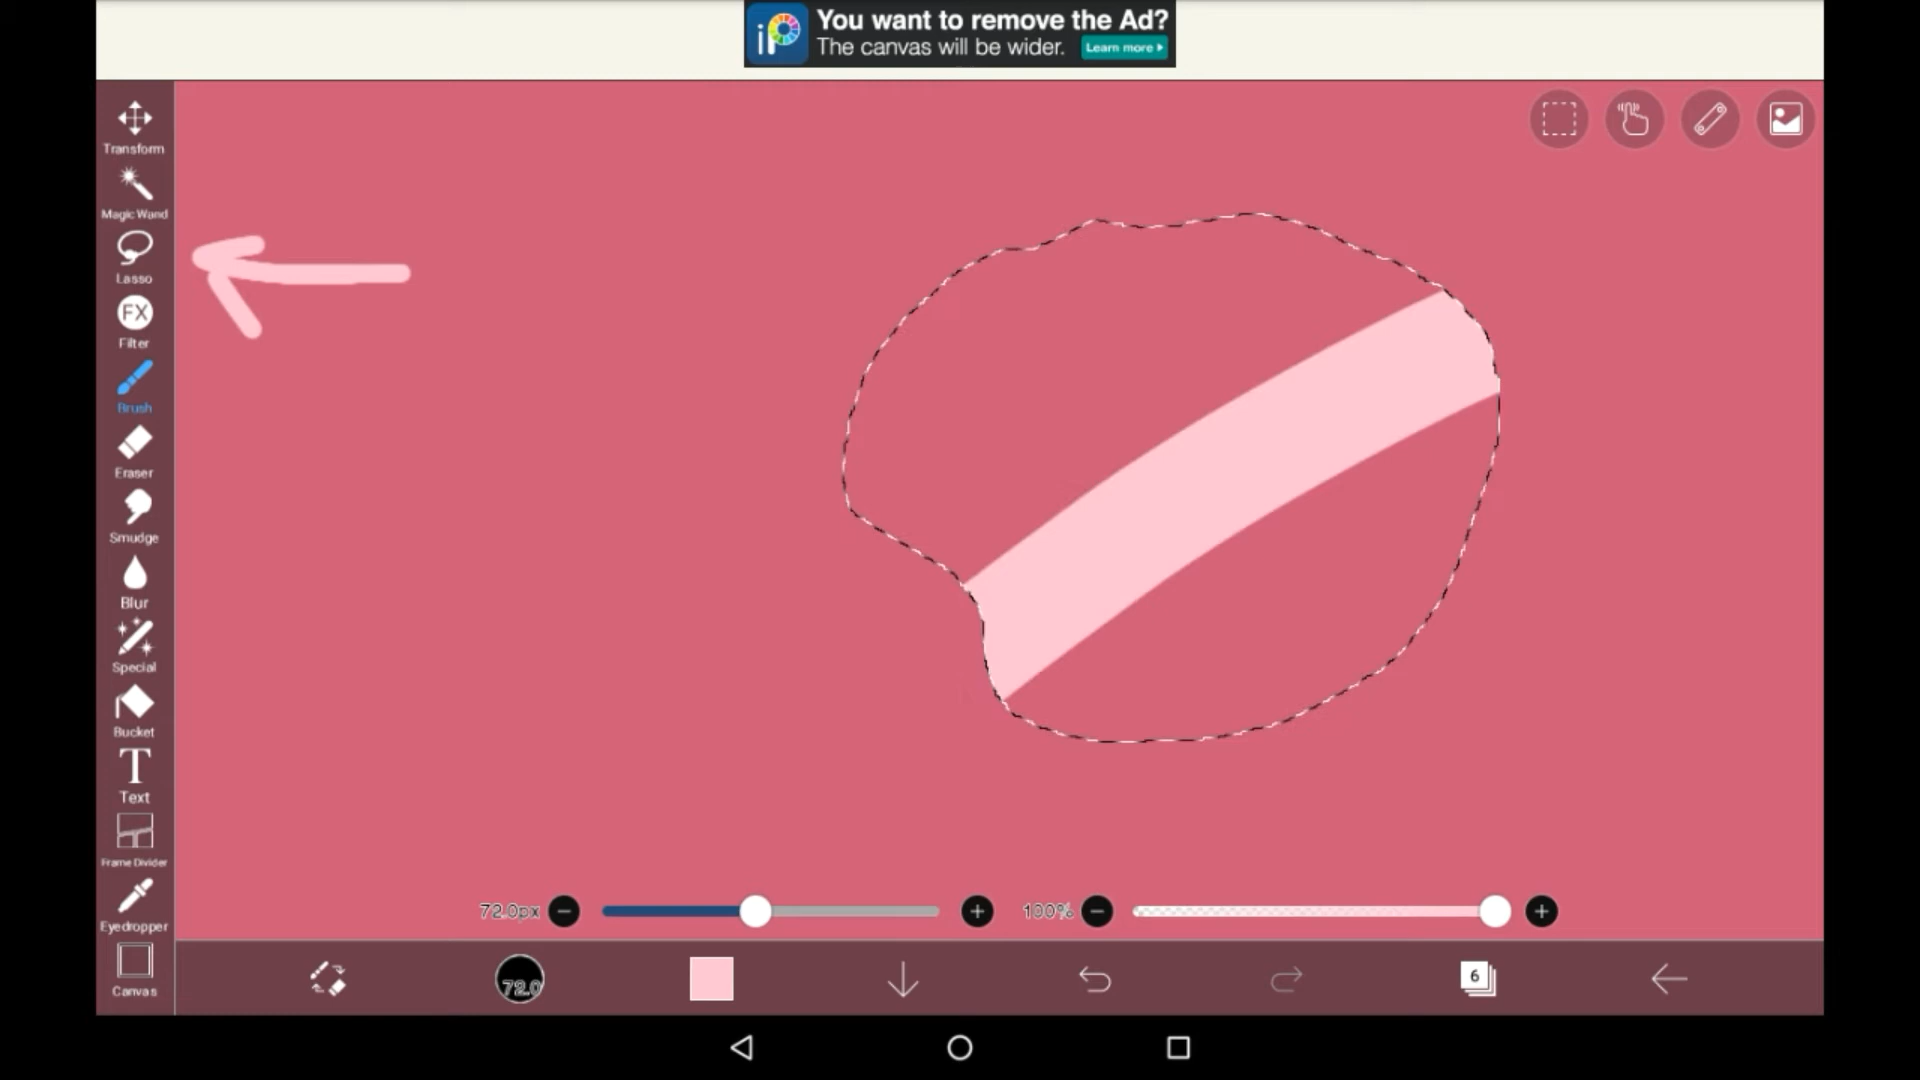 iP
You want to remove the Ad?
The canvas will be wider.
Learn more
Transform
Magic Wand
Lasso
FX
Filter
Brush
Eraser
Smudge
Blur
Special
Bucket
T
Text
Frame Divider
Eyedropper
Canvas
72.0px
100%
72.0
6